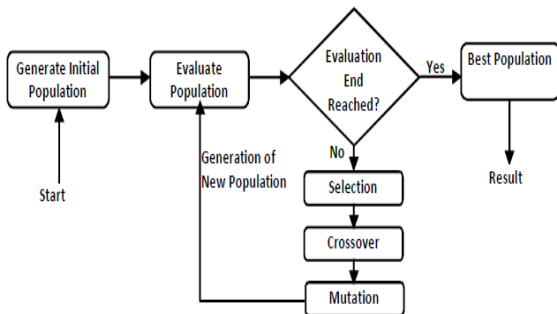 Generate Initial
Population
Evaluate
Population
Evaluation
End
Reached?
Yes
Best Population
No
Generation of
New Population
Selection
Start
Result
Crossover
Mutation